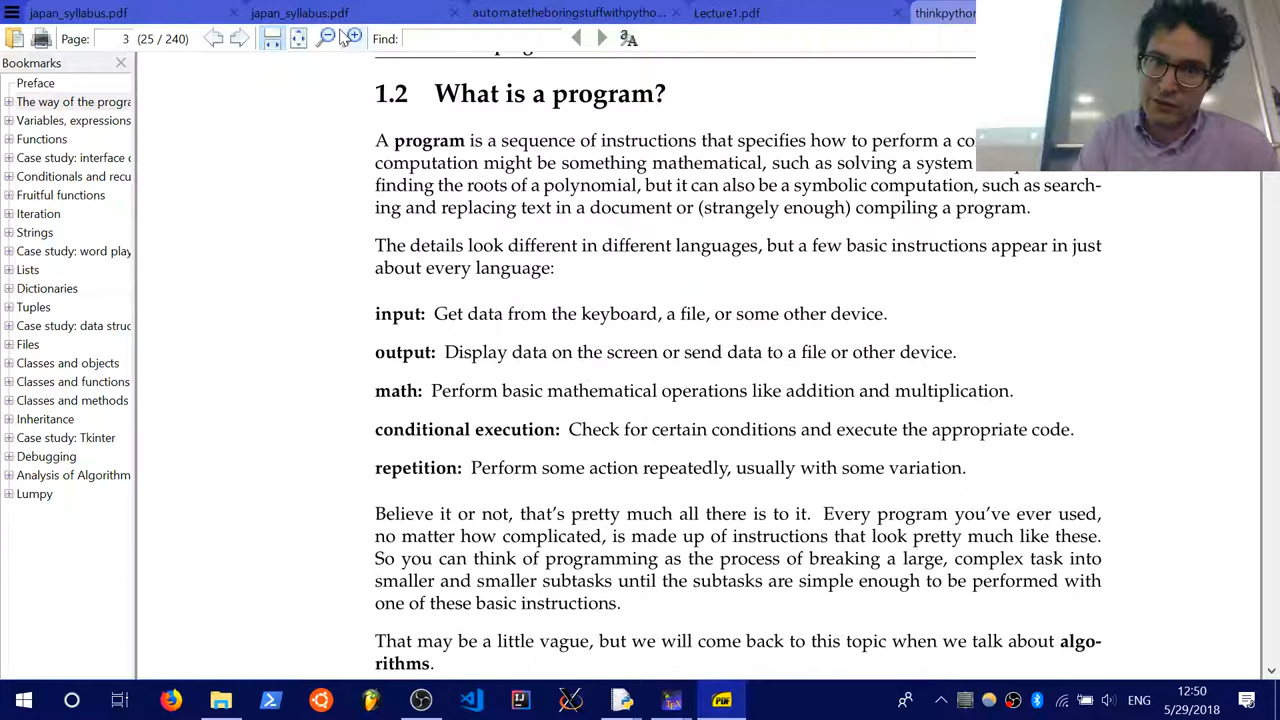 japan_syllabus.pdf
japan_syllabus.pdf
automatetheboringstuffwithpytho...
Lecture1.pdf
thinkpython
Page: 3 (25 / 240)
Find:
Bookmarks
Preface
The way of the progra
Variables, expressions
Functions
Case study: interface d
Conditionals and recu
Fruitful functions
Iteration
Strings
Case study: word play
Lists
Dictionaries
Tuples
Case study: data struc
Files
Classes and objects
Classes and functions
Classes and methods
Inheritance
Case study: Tkinter
Debugging
Analysis of Algorithm
Lumpy
1.2 What is a program?
A program is a sequence of instructions that specifies how to perform a
computation might be something mathematical, such as solving a system
finding the roots of a polynomial, but it can also be a symbolic computation, such as search-
ing and replacing text in a document or (strangely enough) compiling a program.
The details look different in different languages, but a few basic instructions appear in just
about every language:
input: Get data from the keyboard, a file, or some other device.
output: Display data on the screen or send data to a file or other device.
math: Perform basic mathematical operations like addition and multiplication.
conditional execution: Check for certain conditions and execute the appropriate code.
repetition: Perform some action repeatedly, usually with some variation.
Believe it or not, that's pretty much all there is to it. Every program you've ever used,
no matter how complicated, is made up of instructions that look pretty much like these.
So you can think of programming as the process of breaking a large, complex task into
smaller and smaller subtasks until the subtasks are simple enough to be performed with
one of these basic instructions.
That may be a little vague, but we will come back to this topic when we talk about algo-
rithms.
PDF
ENG
12:50
5/29/2018